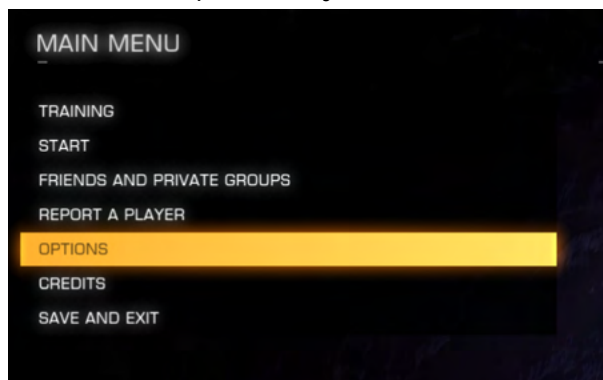 MAIN MENU
TRAINING
START
FRIENDS AND PRIVATE GROUPS
REPORT A PLAYER
OPTIONS
CREDITS
SAVE AND EXIT